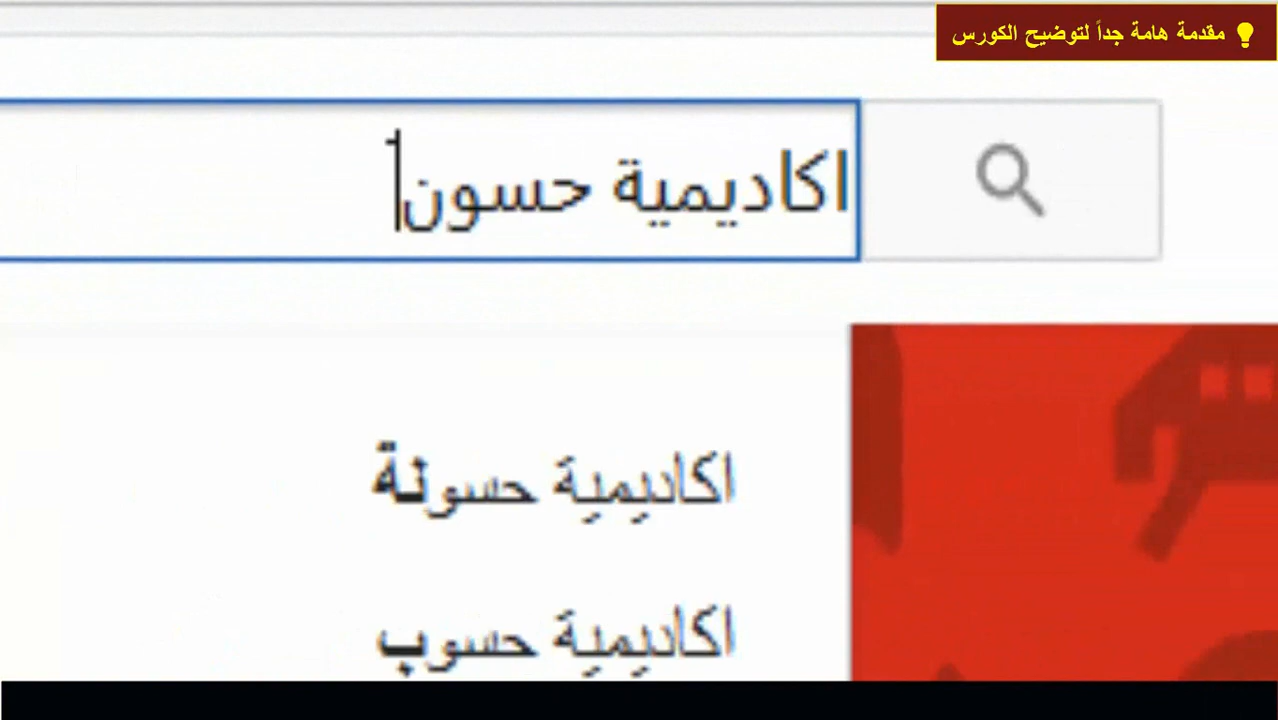 مقدمة هامة جداً لتوضيح الكورس
اكاديمية حسون
اكاديمية حسونة
اكاديمية حسوب